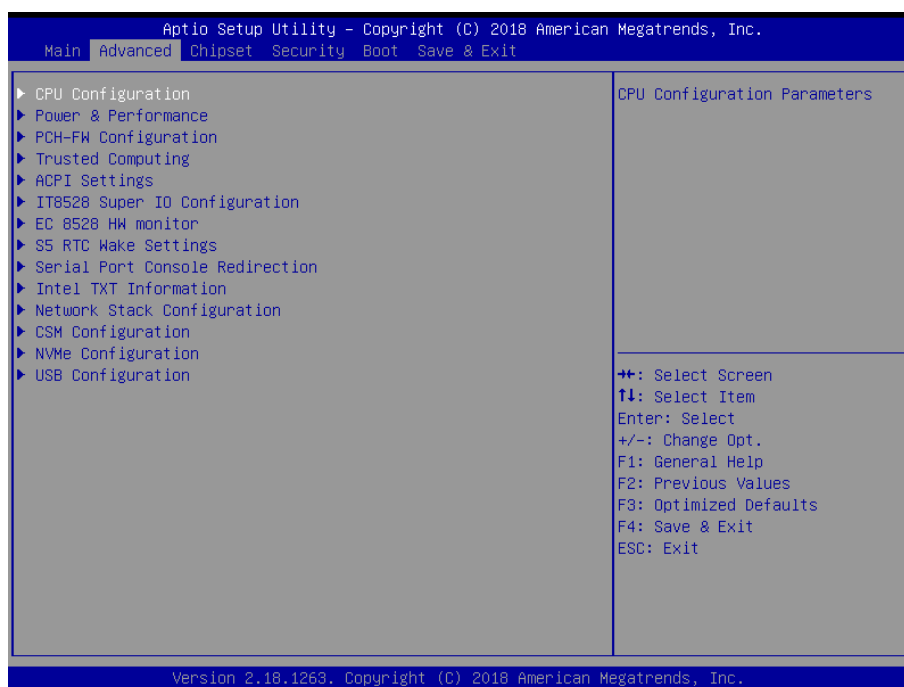 Aptio Setup Utility – Copyright (C) 2018 American Megatrends, Inc.
Main Advanced Chipset Security Boot Save & Exit
▶ CPU Configuration
▶ Power & Performance
▶ PCH-FW Configuration
▶ Trusted Computing
▶ ACPI Settings
▶ IT8528 Super IO Configuration
▶ EC 8528 HW monitor
▶ S5 RTC Wake Settings
▶ Serial Port Console Redirection
▶ Intel TXT Information
▶ Network Stack Configuration
▶ CSM Configuration
▶ NVMe Configuration
▶ USB Configuration
CPU Configuration Parameters
→←: Select Screen
↑↓: Select Item
Enter: Select
+/-: Change Opt.
F1: General Help
F2: Previous Values
F3: Optimized Defaults
F4: Save & Exit
ESC: Exit
Version 2.18.1263. Copyright (C) 2018 American Megatrends, Inc.